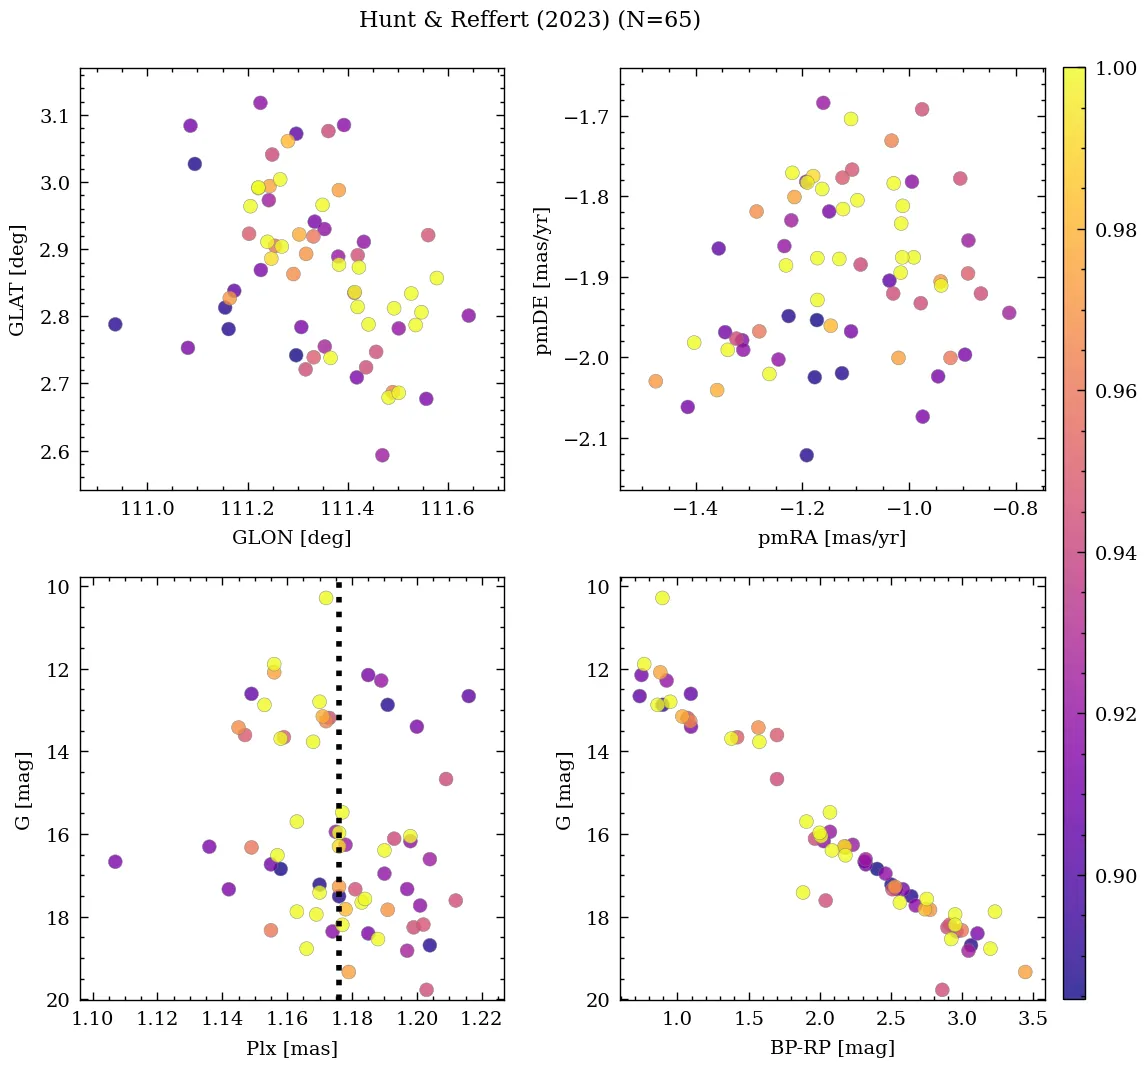 Hunt & Reffert (2023) (N=65)
3.1
3.0
2.9
2.8
2.7
2.6
GLAT [deg]
111.0 111.2 111.4 111.6
GLON [deg]
−1.7
−1.8
−1.9
−2.0
−2.1
pmDE [mas/yr]
−1.4 −1.2 −1.0 −0.8
pmRA [mas/yr]
1.00
0.98
0.96
0.94
0.92
0.90
10
12
14
16
18
20
G [mag]
1.10 1.12 1.14 1.16 1.18 1.20 1.22
Plx [mas]
10
12
14
16
18
20
G [mag]
1.0 1.5 2.0 2.5 3.0 3.5
BP-RP [mag]